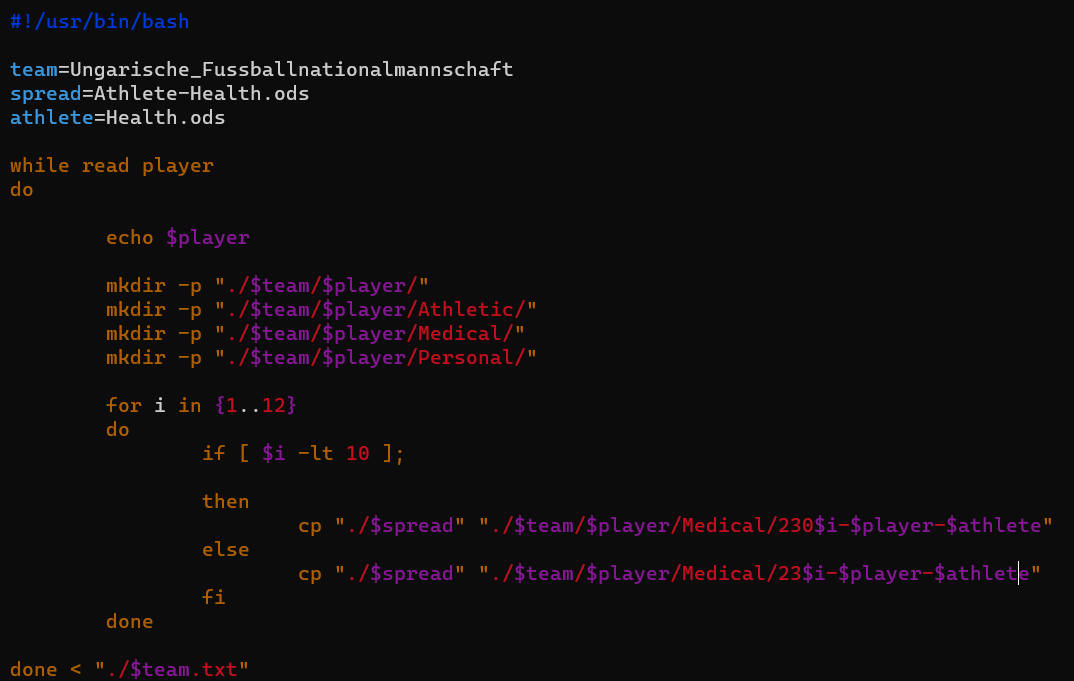 #!/usr/bin/bash
team=Ungarische_Fussballnationalmannschaft
spread=Athlete-Health.ods
athlete=Health.ods
while read player
do
echo $player
mkdir -p "./$team/$player/"
mkdir -p "./$team/$player/Athletic/"
mkdir -p "./$team/$player/Medical/"
mkdir -p "./$team/$player/Personal/"
for i in {1..12}
do
if [ $i -lt 10 ];
then
cp "./$spread" "./$team/$player/Medical/230$i-$player-$athlete"
else
cp "./$spread" "./$team/$player/Medical/23$i-$player-$athlete"
fi
done
done < "./$team.txt"